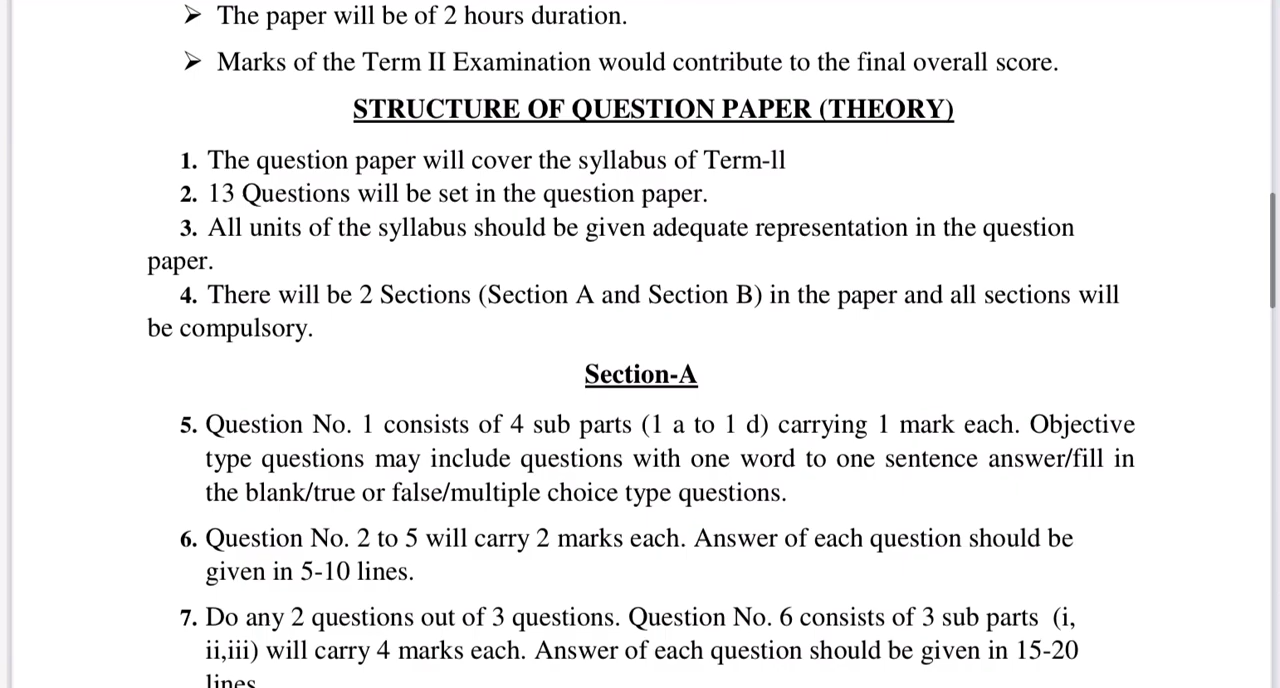 ➢ The paper will be of 2 hours duration.
➢ Marks of the Term II Examination would contribute to the final overall score.
STRUCTURE OF QUESTION PAPER (THEORY)
1. The question paper will cover the syllabus of Term-ll
2. 13 Questions will be set in the question paper.
3. All units of the syllabus should be given adequate representation in the question
paper.
4. There will be 2 Sections (Section A and Section B) in the paper and all sections will
be compulsory.
Section-A
5. Question No. 1 consists of 4 sub parts (1 a to 1 d) carrying 1 mark each. Objective
type questions may include questions with one word to one sentence answer/fill in
the blank/true or false/multiple choice type questions.
6. Question No. 2 to 5 will carry 2 marks each. Answer of each question should be
given in 5-10 lines.
7. Do any 2 questions out of 3 questions. Question No. 6 consists of 3 sub parts (i,
ii,iii) will carry 4 marks each. Answer of each question should be given in 15-20
lines